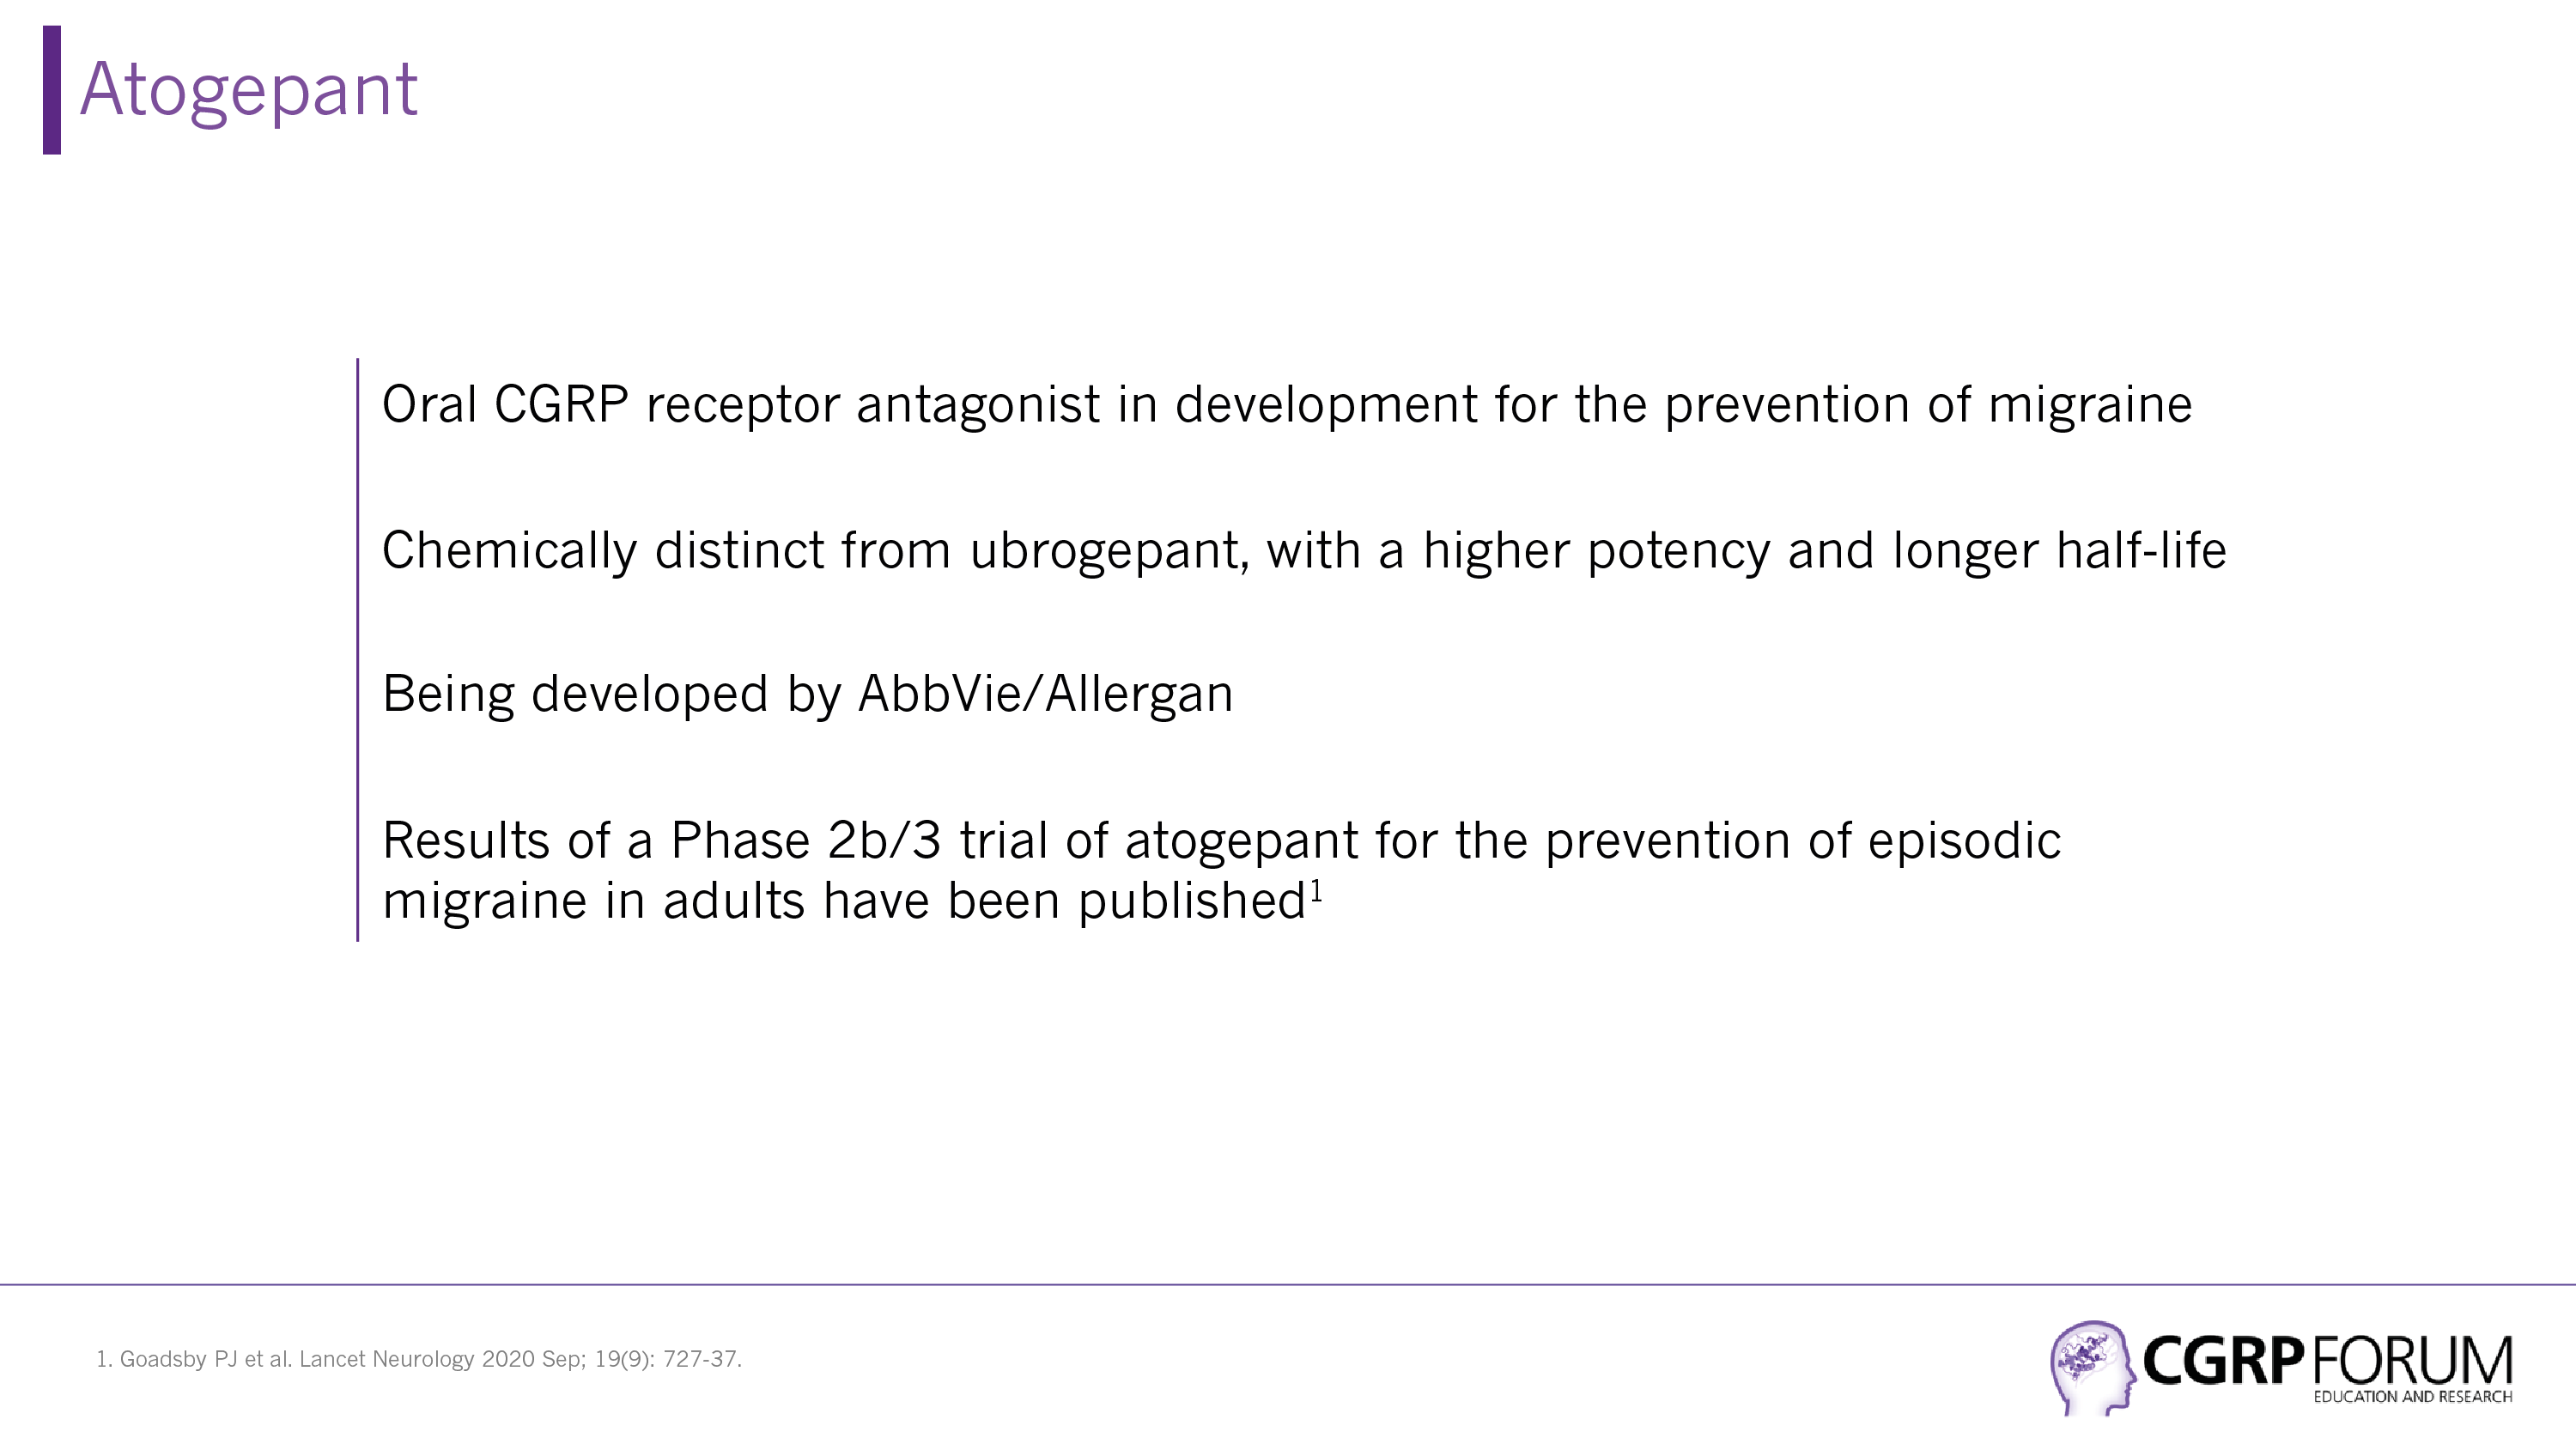 Atogepant
Oral CGRP receptor antagonist in development for the prevention of migraine
Chemically distinct from ubrogepant, with a higher potency and longer half-life
Being developed by AbbVie/Allergan
Results of a Phase 2b/3 trial of atogepant for the prevention of episodic
migraine in adults have been published¹
1. Goadsby PJ et al. Lancet Neurology 2020 Sep; 19(9): 727-37.
CGRP FORUM
EDUCATION AND RESEARCH